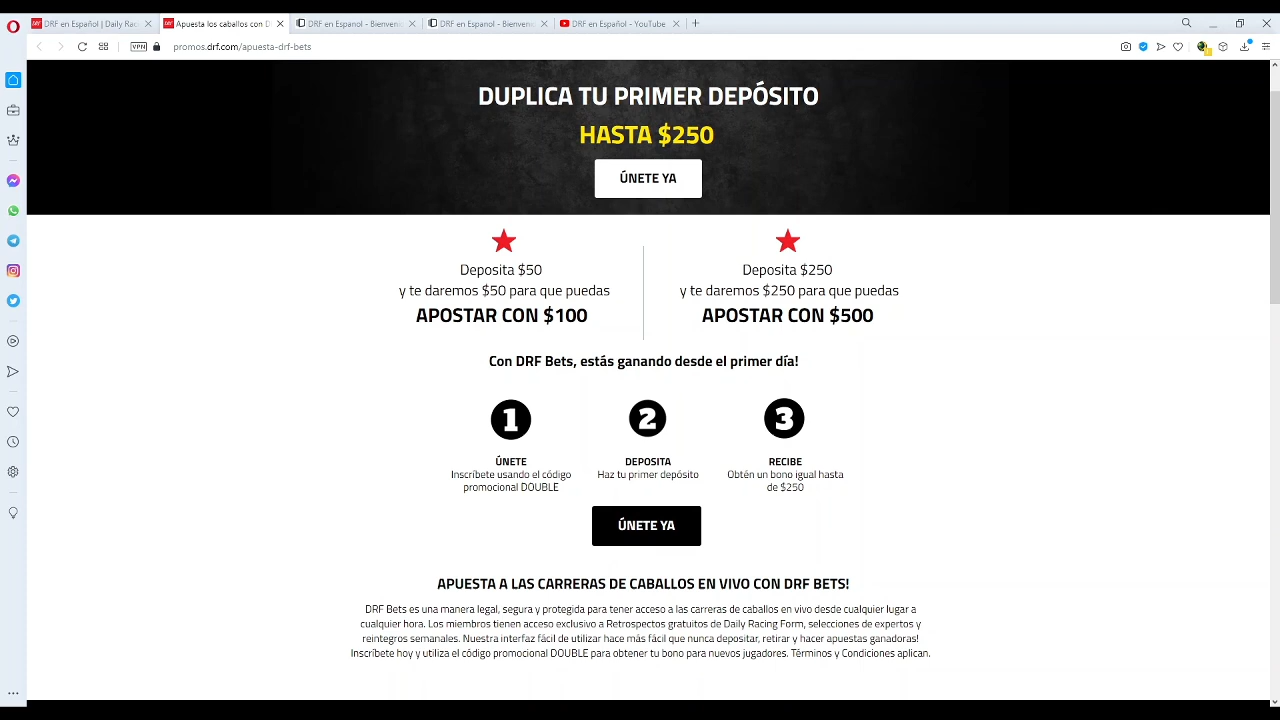 DRF en Español | Daily Rac
Apuesta los caballos con D
DRF en Espanol - Bienveni
DRF en Espanol - Bienveni
DRF en Español - YouTube
VPN
promos.drf.com/apuesta-drf-bets
DUPLICA TU PRIMER DEPÓSITO
HASTA $250
ÚNETE YA
Deposita $50
y te daremos $50 para que puedas
APOSTAR CON $100
Deposita $250
y te daremos $250 para que puedas
APOSTAR CON $500
Con DRF Bets, estás ganando desde el primer día!
1
ÚNETE
Inscríbete usando el código
promocional DOUBLE
2
DEPOSITA
Haz tu primer depósito
3
RECIBE
Obtén un bono igual hasta
de $250
ÚNETE YA
APUESTA A LAS CARRERAS DE CABALLOS EN VIVO CON DRF BETS!
DRF Bets es una manera legal, segura y protegida para tener acceso a las carreras de caballos en vivo desde cualquier lugar a
cualquier hora. Los miembros tienen acceso exclusivo a Retrospectos gratuitos de Daily Racing Form, selecciones de expertos y
reintegros semanales. Nuestra interfaz fácil de utilizar hace más fácil que nunca depositar, retirar y hacer apuestas ganadoras!
Inscríbete hoy y utiliza el código promocional DOUBLE para obtener tu bono para nuevos jugadores. Términos y Condiciones aplican.